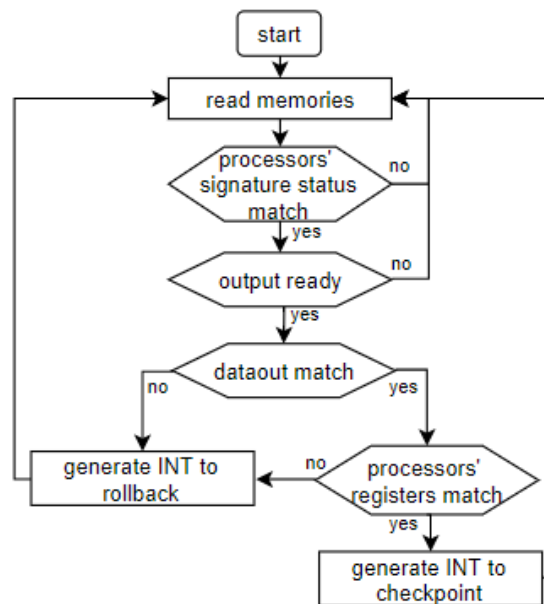 start
read memories
processors'
signature status
match
no
yes
output ready
no
yes
dataout match
no
yes
generate INT to
rollback
no
processors'
registers match
yes
generate INT to
checkpoint